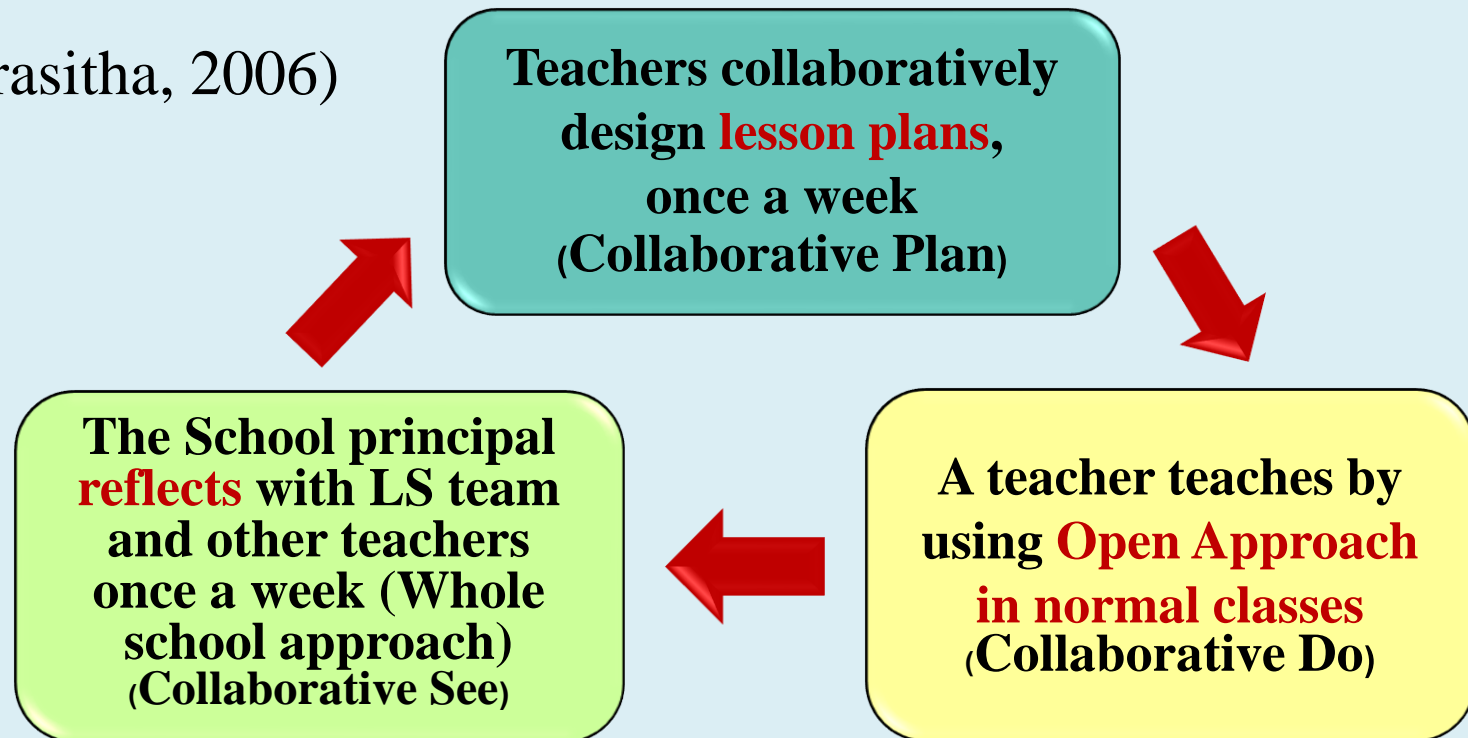 rasitha, 2006)
Teachers collaboratively
design lesson plans,
once a week
(Collaborative Plan)
The School principal
reflects with LS team
and other teachers
once a week (Whole
school approach)
(Collaborative See)
A teacher teaches by
using Open Approach
in normal classes
(Collaborative Do)